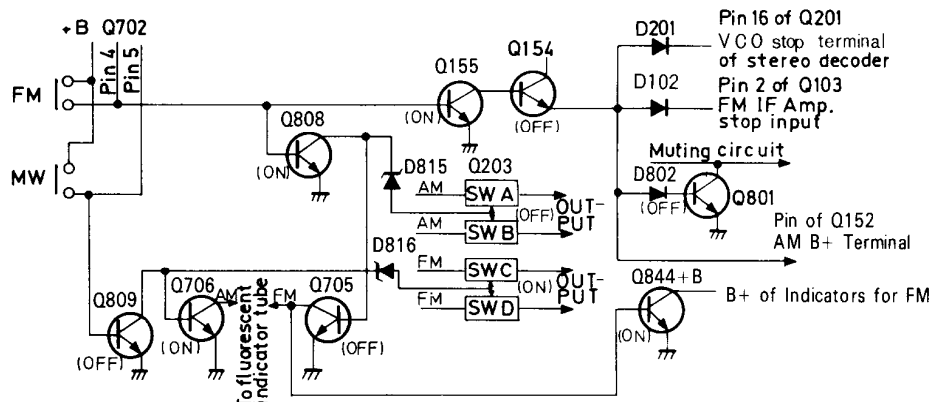 +B Q702
Pin 4
Pin 5
FM
MW
Q808
(ON)
Q155
(ON)
Q154
(OFF)
D201
Pin 16 of Q201
VCO stop terminal
of stereo decoder
D102
Pin 2 of Q103
FM IF Amp.
stop input
Muting circuit
D802
(OFF)
Q801
Pin of Q152
AM B+ Terminal
D815
Q203
AM
SW A
AM
SW B
(OFF)
OUT-
PUT
D816
FM
SW C
FM
SW D
(ON)
OUT-
PUT
Q809
(OFF)
Q706
(ON)
AM
To fluorescent
indicator tube
FM
Q705
(OFF)
Q844 +B
(ON)
B+ of Indicators for FM